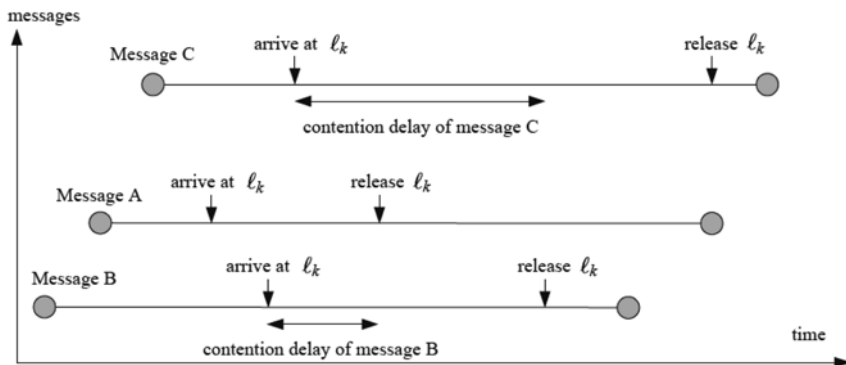 messages
Message C
arrive at ℓk
release ℓk
contention delay of message C
Message A
arrive at ℓk
release ℓk
Message B
arrive at ℓk
release ℓk
contention delay of message B
time